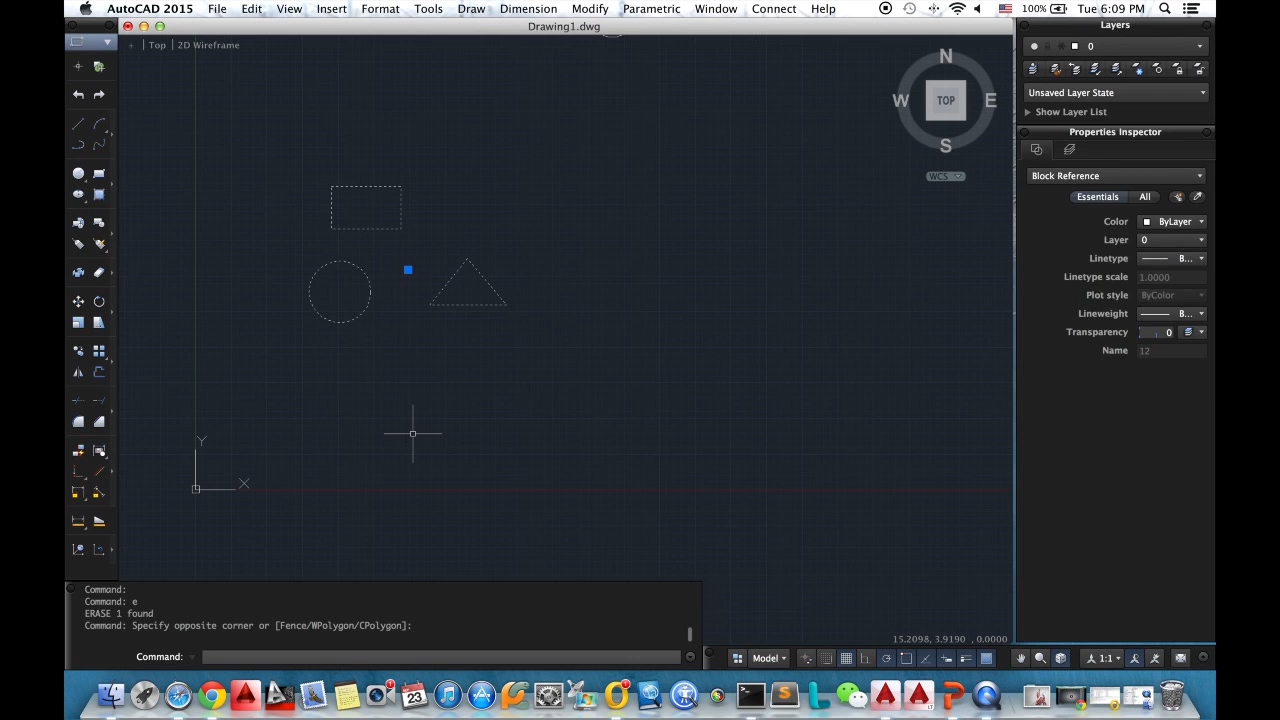 AutoCAD 2015 File Edit View Insert Format Tools Draw Dimension Modify Parametric Window Connect Help 100% Tue 6:09 PM
Drawing1.dwg
+ | Top | 2D Wireframe
N
W TOP E
S
WCS
Y
X
Layers
0
Unsaved Layer State
Show Layer List
Properties Inspector
Block Reference
Essentials All
Color ByLayer
Layer 0
Linetype B...
Linetype scale 1.0000
Plot style ByColor
Lineweight B...
Transparency 0
Name 12
Command:
Command: e
ERASE 1 found
Command: Specify opposite corner or [Fence/WPolygon/CPolygon]:
Command:
15.2098, 3.9190 , 0.0000
Model 1:1
23
LT